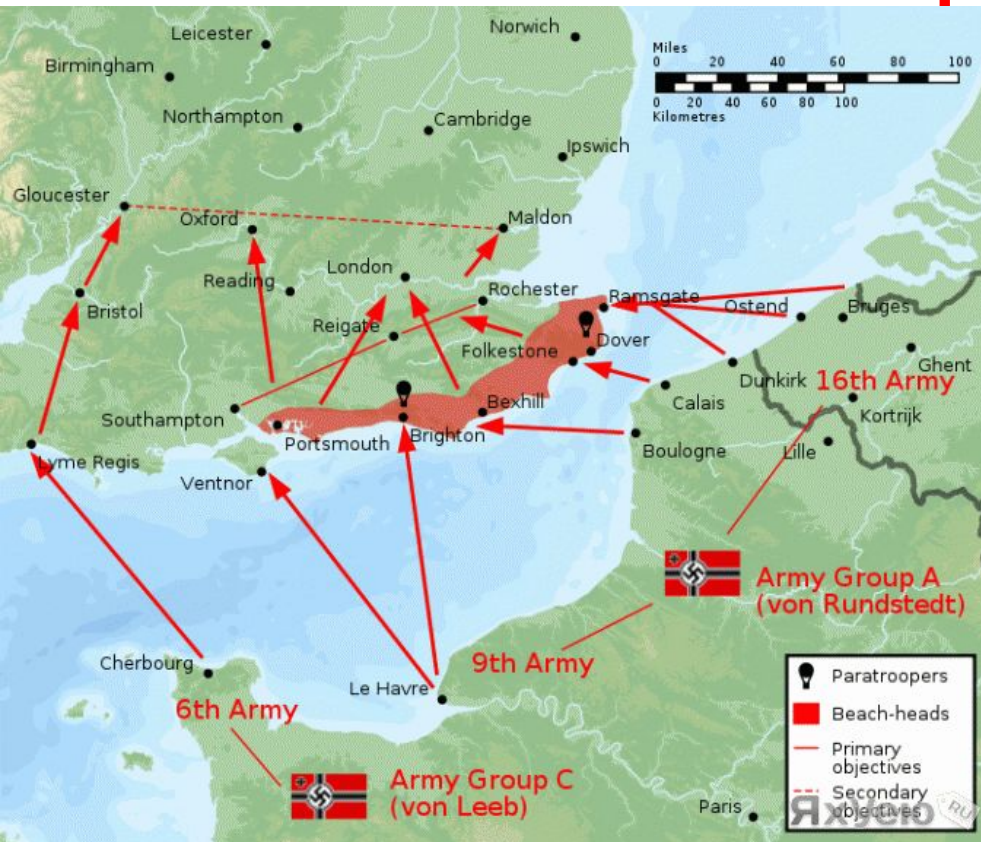 Leicester
Norwich
Miles
0 20 40 60 80 100
0 20 40 60 80 100
Kilometres
Birmingham
Northampton
Cambridge
Ipswich
Gloucester
Oxford
Maldon
London
Reading
Rochester
Ramsgate
Ostend
Bruges
Bristol
Reigate
Dover
Folkestone
Ghent
Dunkirk
16th Army
Calais
Kortrijk
Bexhill
Southampton
Portsmouth
Brighton
Boulogne
Lille
Lyme Regis
Ventnor
Army Group A
(von Rundstedt)
9th Army
Cherbourg
Le Havre
6th Army
Army Group C
(von Leeb)
Paris
Paratroopers
Beach-heads
Primary
objectives
Secondary
objectives
ЯхУею
RU